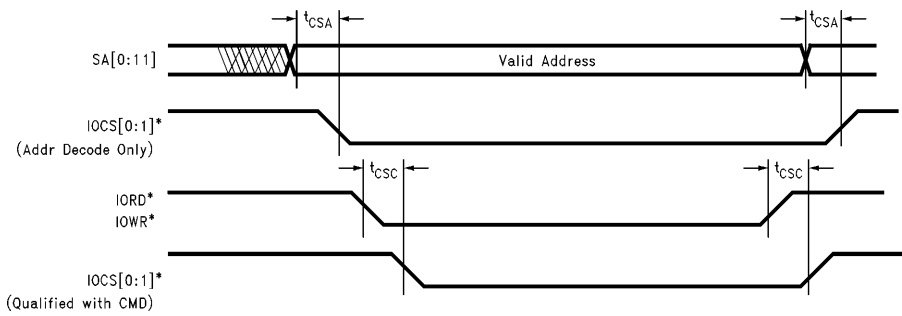 tCSA
tCSA
SA[0:11]
Valid Address
IOCS[0:1]*
(Addr Decode Only)
tCSC
tCSC
IORD*
IOWR*
IOCS[0:1]*
(Qualified with CMD)